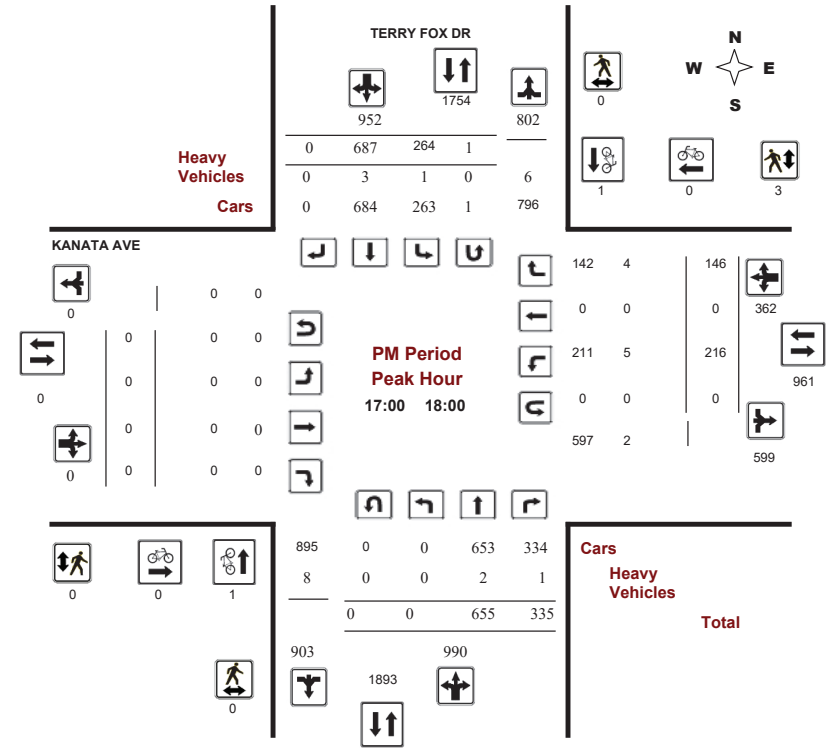 TERRY FOX DR
N
W E
S
1754
0
952 802
0 687 264 1
Heavy
Vehicles
0 3 1 0 6
Cars
0 684 263 1 796
1 0 3
KANATA AVE
0
0 0
0 0 0
0 0 0
0 0 0
0 0 0
0
0
PM Period
Peak Hour
17:00 18:00
142 4 146
362
0 0 0
211 5 216
961
0 0 0
597 2
599
895 0 0 653 334
Cars
8 0 0 2 1
Heavy
Vehicles
0 0 655 335
Total
0 0 1
903 990
1893
0